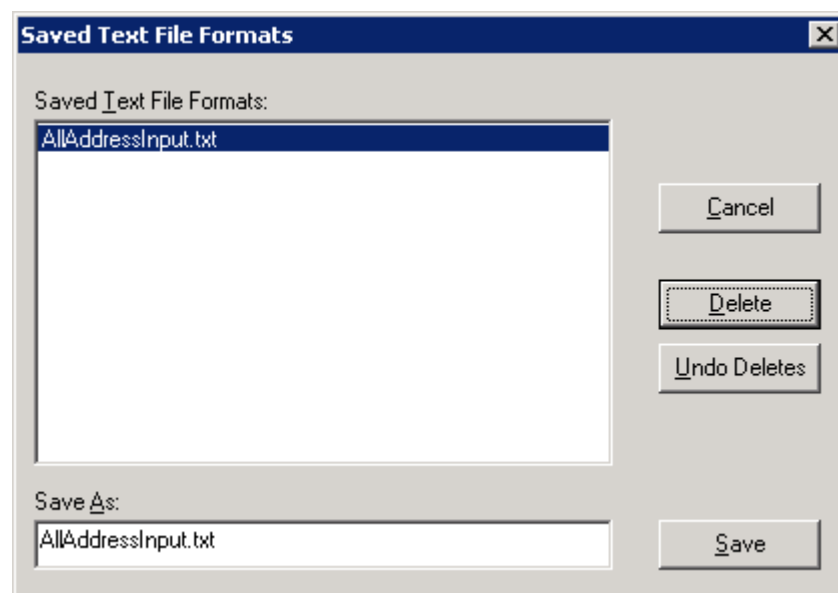 Saved Text File Formats
Saved Text File Formats:
AllAddressInput.txt
Cancel
Delete
Undo Deletes
Save As:
AllAddressInput.txt
Save